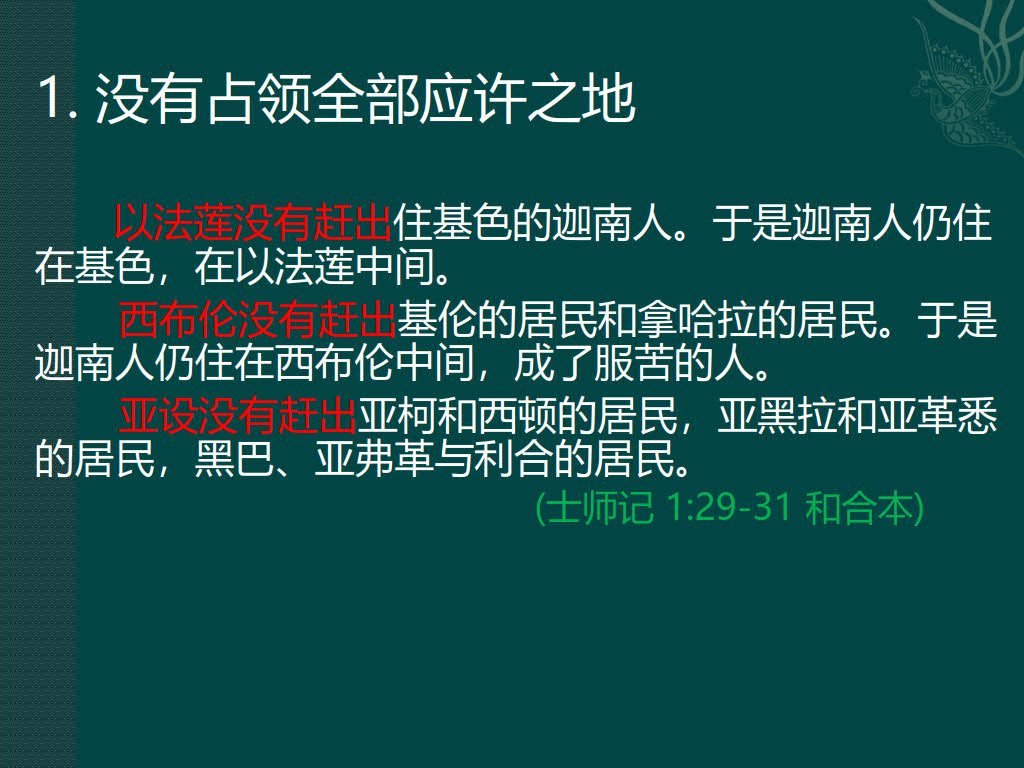 1. 没有占领全部应许之地
以法莲没有赶出住基色的迦南人。于是迦南人仍住
在基色，在以法莲中间。
西布伦没有赶出基伦的居民和拿哈拉的居民。于是
迦南人仍住在西布伦中间，成了服苦的人。
亚设没有赶出亚柯和西顿的居民，亚黑拉和亚革悉
的居民，黑巴、亚弗革与利合的居民。
(士师记 1:29-31 和合本)